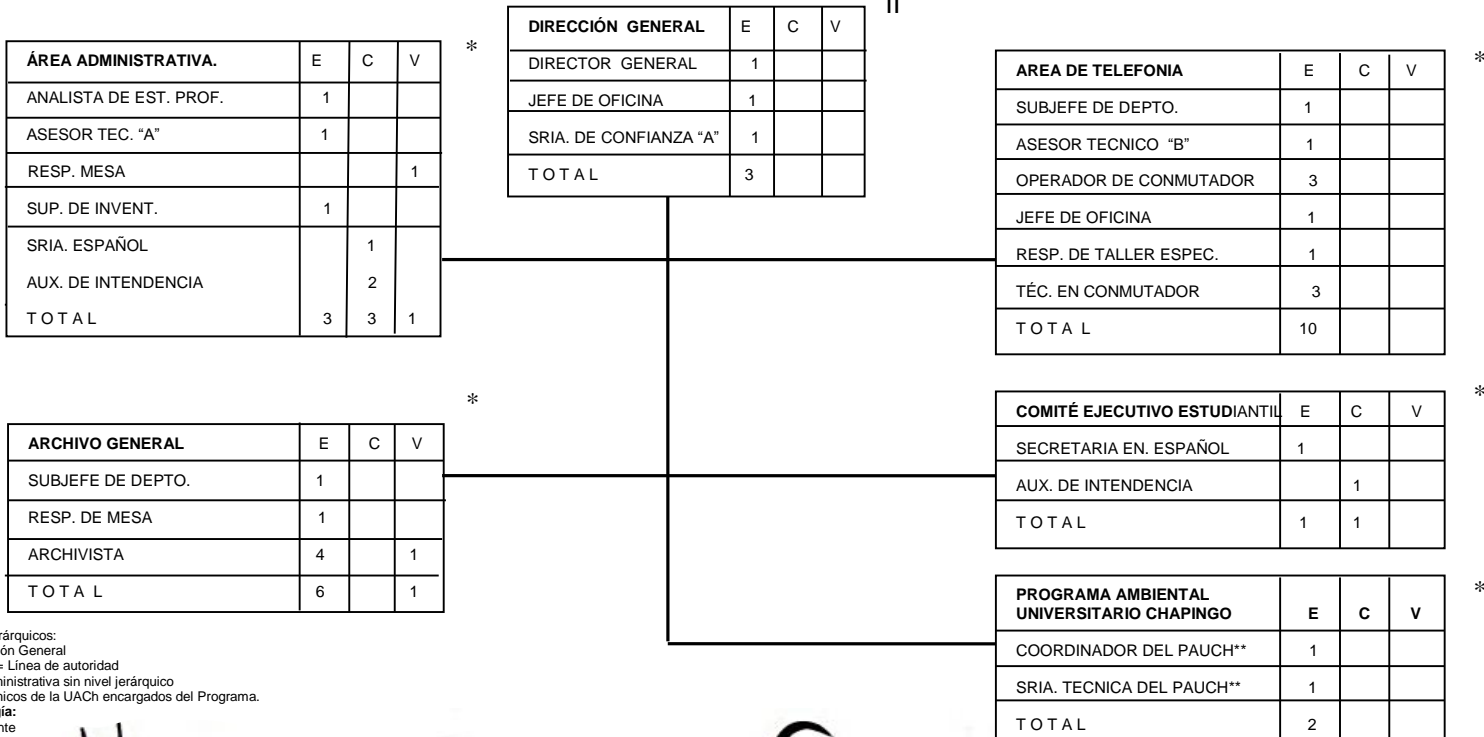 II
DIRECCIÓN GENERAL E C V
DIRECTOR GENERAL 1
JEFE DE OFICINA 1
SRIA. DE CONFIANZA “A” 1
T O T A L 3
*
ÁREA ADMINISTRATIVA. E C V
ANALISTA DE EST. PROF. 1
ASESOR TEC. “A” 1
RESP. MESA 1
SUP. DE INVENT. 1
SRIA. ESPAÑOL 1
AUX. DE INTENDENCIA 2
T O T A L 3 3 1
*
AREA DE TELEFONIA E C V
SUBJEFE DE DEPTO. 1
ASESOR TECNICO “B” 1
OPERADOR DE CONMUTADOR 3
JEFE DE OFICINA 1
RESP. DE TALLER ESPEC. 1
TÉC. EN CONMUTADOR 3
T O T A L 10
*
ARCHIVO GENERAL E C V
SUBJEFE DE DEPTO. 1
RESP. DE MESA 1
ARCHIVISTA 4 1
T O T A L 6 1
*
COMITÉ EJECUTIVO ESTUDIANTIL E C V
SECRETARIA EN. ESPAÑOL 1
AUX. DE INTENDENCIA 1
T O T A L 1 1
*
PROGRAMA AMBIENTAL
UNIVERSITARIO CHAPINGO E C V
COORDINADOR DEL PAUCH** 1
SRIA. TECNICA DEL PAUCH** 1
T O T A L 2
rárquicos:
ón General
= Línea de autoridad
ministrativa sin nivel jerárquico
nicos de la UACh encargados del Programa.
gía:
nte